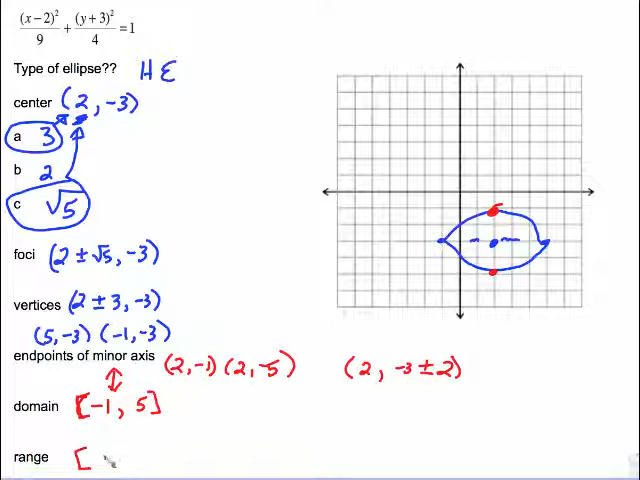 (x−2)²/9 + (y+3)²/4 = 1
Type of ellipse?? H E
center (2, -3)
a 3
b 2
c √5
foci (2 ± √5, -3)
vertices (2 ± 3, -3)
(5, -3) (-1, -3)
endpoints of minor axis (2, -1) (2, -5) (2, -3 ± 2)
domain [-1, 5]
range [